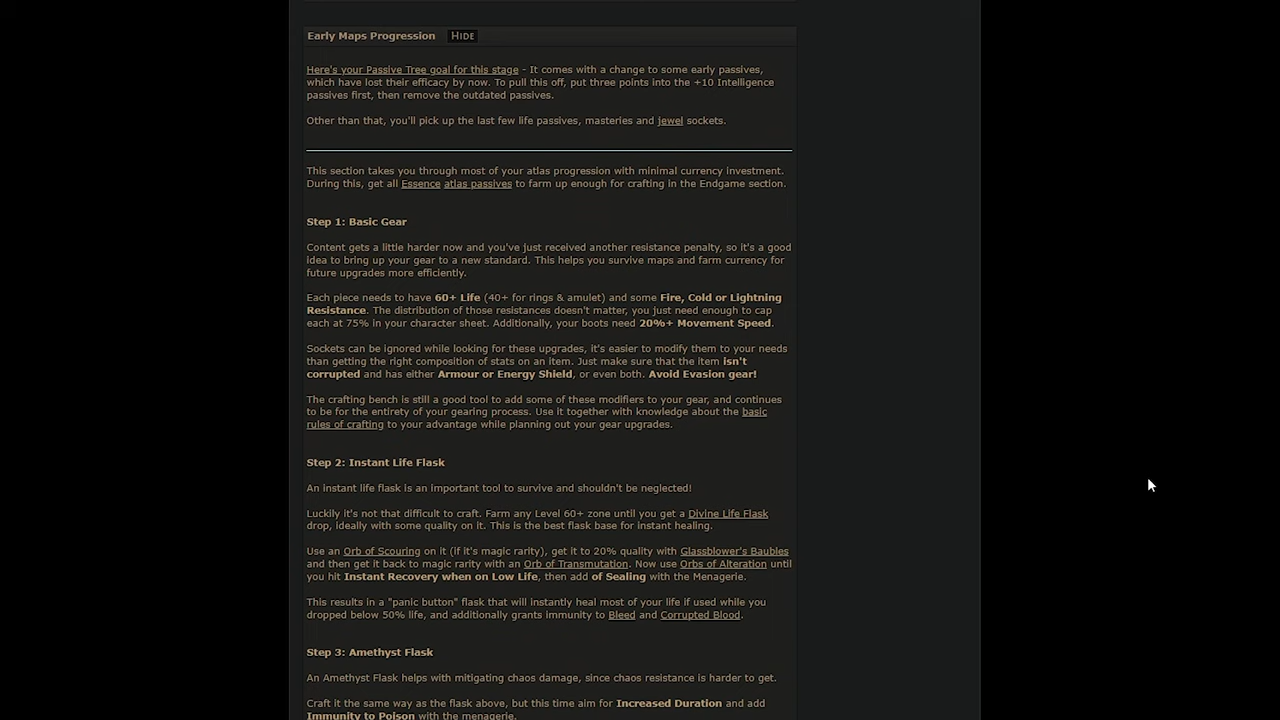 Early Maps Progression HIDE
Here's your Passive Tree goal for this stage - It comes with a change to some early passives,
which have lost their efficacy by now. To pull this off, put three points into the +10 Intelligence
passives first, then remove the outdated passives.
Other than that, you'll pick up the last few life passives, masteries and jewel sockets.
This section takes you through most of your atlas progression with minimal currency investment.
During this, get all Essence atlas passives to farm up enough for crafting in the Endgame section.
Step 1: Basic Gear
Content gets a little harder now and you've just received another resistance penalty, so it's a good
idea to bring up your gear to a new standard. This helps you survive maps and farm currency for
future upgrades more efficiently.
Each piece needs to have 60+ Life (40+ for rings & amulet) and some Fire, Cold or Lightning
Resistance. The distribution of those resistances doesn't matter, you just need enough to cap
each at 75% in your character sheet. Additionally, your boots need 20%+ Movement Speed.
Sockets can be ignored while looking for these upgrades, it's easier to modify them to your needs
than getting the right composition of stats on an item. Just make sure that the item isn't
corrupted and has either Armour or Energy Shield, or even both. Avoid Evasion gear!
The crafting bench is still a good tool to add some of these modifiers to your gear, and continues
to be for the entirety of your gearing process. Use it together with knowledge about the basic
rules of crafting to your advantage while planning out your gear upgrades.
Step 2: Instant Life Flask
An instant life flask is an important tool to survive and shouldn't be neglected!
Luckily it's not that difficult to craft. Farm any Level 60+ zone until you get a Divine Life Flask
drop, ideally with some quality on it. This is the best flask base for instant healing.
Use an Orb of Scouring on it (if it's magic rarity), get it to 20% quality with Glassblower's Baubles
and then get it back to magic rarity with an Orb of Transmutation. Now use Orbs of Alteration until
you hit Instant Recovery when on Low Life, then add of Sealing with the Menagerie.
This results in a "panic button" flask that will instantly heal most of your life if used while you
dropped below 50% life, and additionally grants immunity to Bleed and Corrupted Blood.
Step 3: Amethyst Flask
An Amethyst Flask helps with mitigating chaos damage, since chaos resistance is harder to get.
Craft it the same way as the flask above, but this time aim for Increased Duration and add
Immunity to Poison with the menagerie.